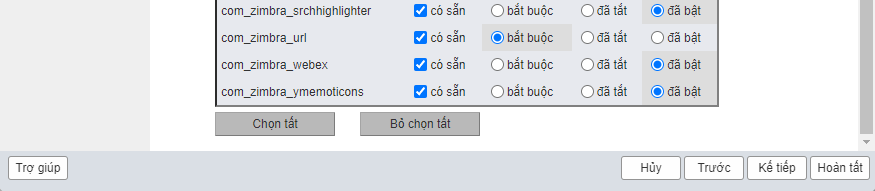 com_zimbra_srchhighlighter có sẵn bắt buộc đã tắt đã bật
com_zimbra_url có sẵn bắt buộc đã tắt đã bật
com_zimbra_webex có sẵn bắt buộc đã tắt đã bật
com_zimbra_ymemoticons có sẵn bắt buộc đã tắt đã bật
Chọn tất Bỏ chọn tất
Trợ giúp Hủy Trước Kế tiếp Hoàn tất